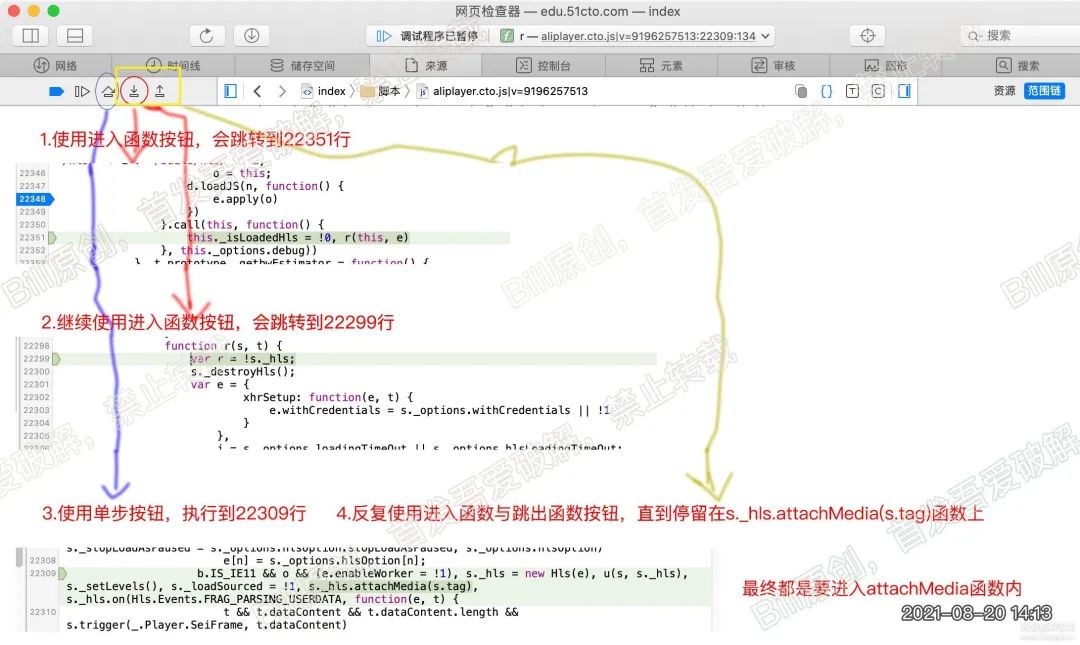 网页检查器 — edu.51cto.com — index
调试程序已暂停 f r — aliplayer.cto.js|v=9196257513:22309:134 搜索
网络 时间线 储存空间 来源 控制台 元素 审核 图形 搜索
index 脚本 js aliplayer.cto.js|v=9196257513 {} T C 资源 范围链
1.使用进入函数按钮，会跳转到22351行
22346 o = this;
22347 d.loadJS(n, function() {
22348 e.apply(o)
22349 })
22350 }.call(this, function() {
22351 this._isLoadedHls = !0, r(this, e)
22352 }, this._options.debug))
22353 }, t.prototype._getbwEstimator = function() {
2.继续使用进入函数按钮，会跳转到22299行
22298 function r(s, t) {
22299 var r = !s._hls;
22300 s._destroyHls();
22301 var e = {
22302 xhrSetup: function(e, t) {
22303 e.withCredentials = s._options.withCredentials || !1
22304 }
22305 },
22306 i = s._options.loadingTimeOut || s._options.hlsLoadingTimeOut;
3.使用单步按钮，执行到22309行 4.反复使用进入函数与跳出函数按钮，直到停留在s._hls.attachMedia(s.tag)函数上
s._stopLoadAsPaused = s._options.hlsOption.stopLoadAsPaused, s._options.hlsOption)
22308 e[n] = s._options.hlsOption[n];
22309 b.IS_IE11 && o && (e.enableWorker = !1), s._hls = new Hls(e), u(s, s._hls),
s._setLevels(), s._loadSourced = !1, s._hls.attachMedia(s.tag),
s._hls.on(Hls.Events.FRAG_PARSING_USERDATA, function(e, t) {
22310 t && t.dataContent && t.dataContent.length &&
s.trigger(_.Player.SeiFrame, t.dataContent)
最终都是要进入attachMedia函数内
2021-08-20 14:13
Bill原创，首发吾爱破解，禁止转载，